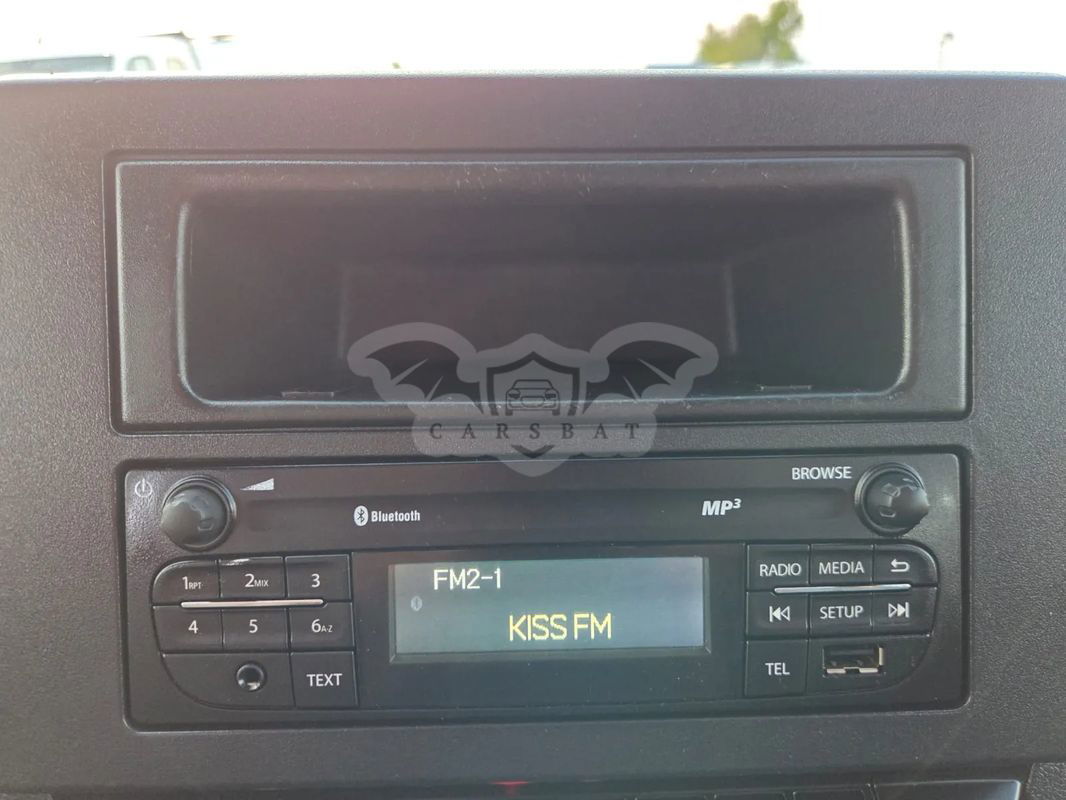 CARSBAT
BROWSE
Bluetooth
MP3
1RPT 2MIX 3
4 5 6A-Z
TEXT
FM2-1
KISS FM
RADIO MEDIA
SETUP
TEL